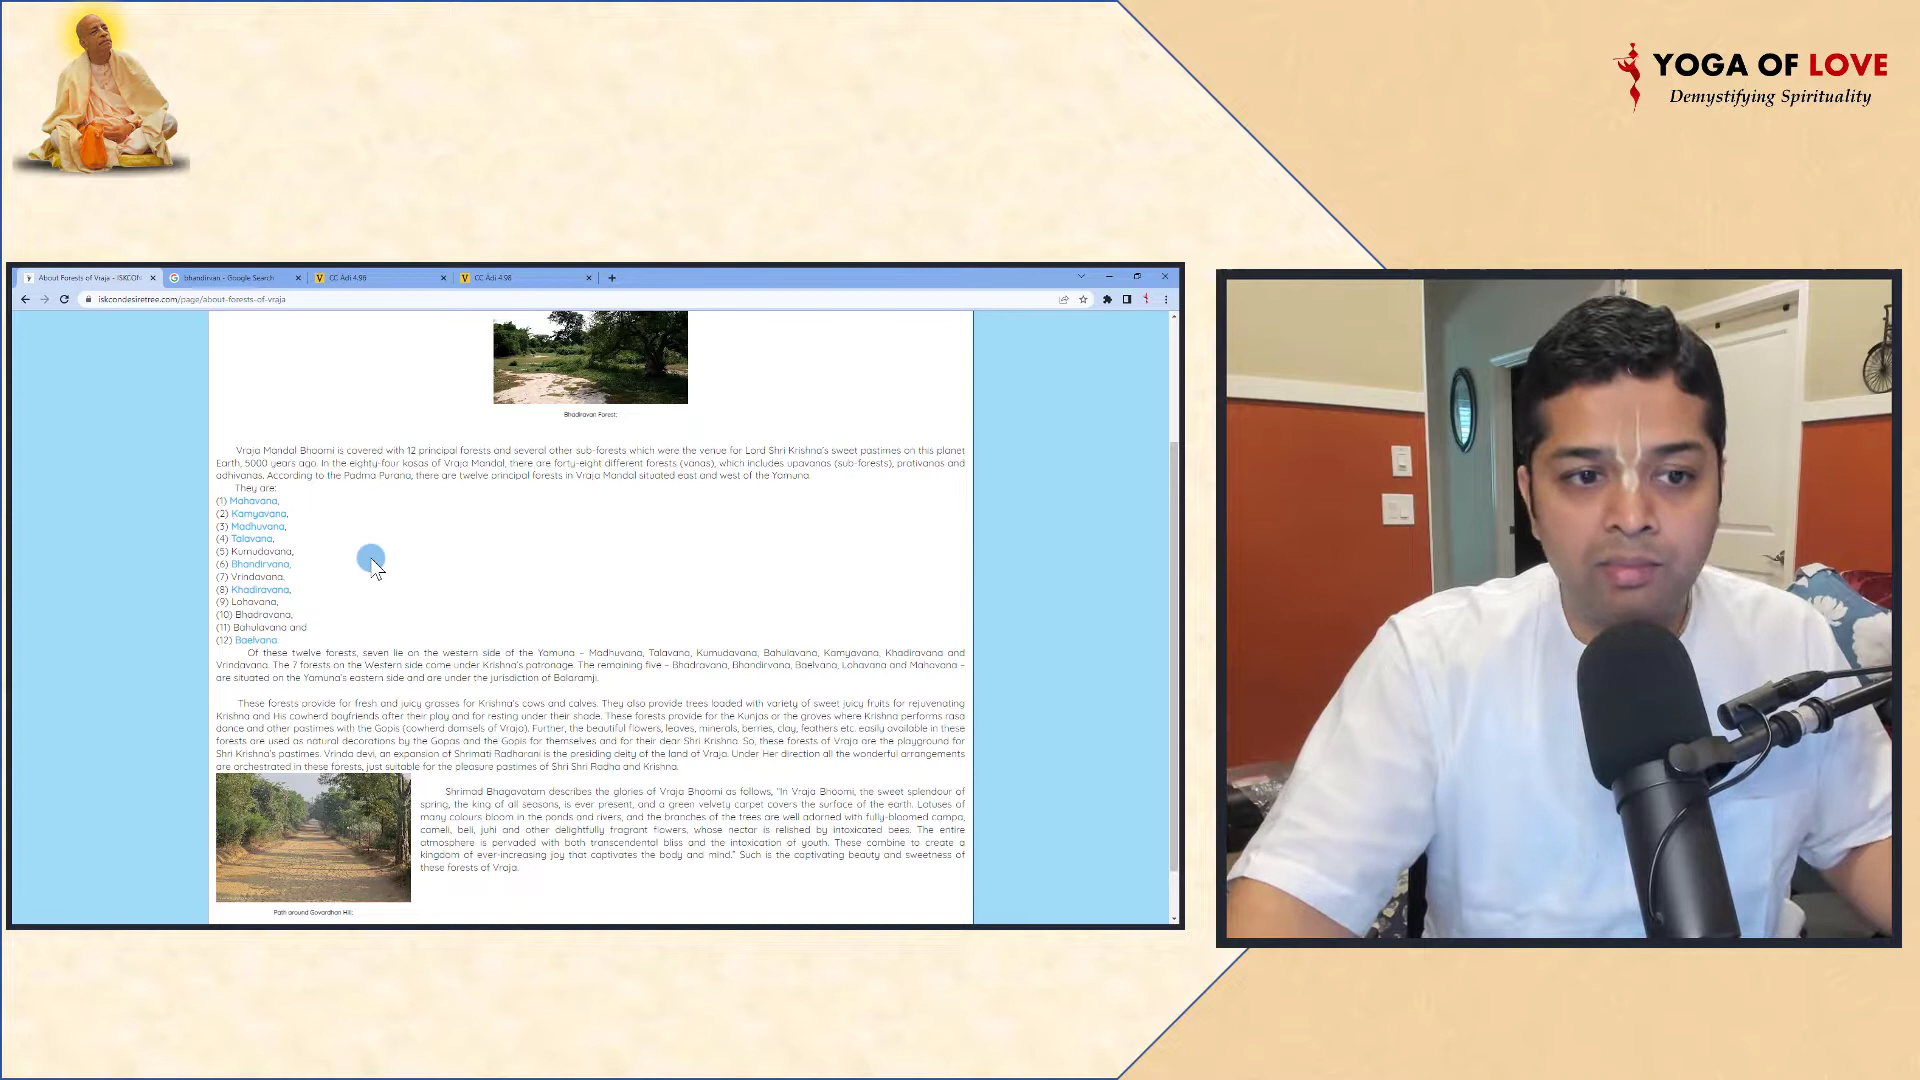 YOGA OF LOVE
Demystifying Spirituality
About Forests of Vraja - ISKCON
bhandirvan - Google Search
CC Adi 4.98
CC Adi 4.98
iskcondesiretree.com/page/about-forests-of-vraja
Bhadiravan Forest;
Vraja Mandal Bhoomi is covered with 12 principal forests and several other sub-forests which were the venue for Lord Shri Krishna's sweet pastimes on this planet
Earth, 5000 years ago. In the eighty-four kosas of Vraja Mandal, there are forty-eight different forests (vanas), which includes upavanas (sub-forests), prativanas and
adhivanas. According to the Padma Purana, there are twelve principal forests in Vraja Mandal situated east and west of the Yamuna.
They are:
(1) Mahavana,
(2) Kamyavana,
(3) Madhuvana,
(4) Talavana,
(5) Kumudavana,
(6) Bhandirvana,
(7) Vrindavana,
(8) Khadiravana,
(9) Lohavana,
(10) Bhadravana,
(11) Bahulavana and
(12) Baelvana.
Of these twelve forests, seven lie on the western side of the Yamuna – Madhuvana, Talavana, Kumudavana, Bahulavana, Kamyavana, Khadiravana and
Vrindavana. The 7 forests on the Western side come under Krishna's patronage. The remaining five – Bhadravana, Bhandirvana, Baelvana, Lohavana and Mahavana –
are situated on the Yamuna's eastern side and are under the jurisdiction of Balaramji.
These forests provide for fresh and juicy grasses for Krishna's cows and calves. They also provide trees loaded with variety of sweet juicy fruits for rejuvenating
Krishna and His cowherd boyfriends after their play and for resting under their shade. These forests provide for the Kunjas or the groves where Krishna performs rasa
dance and other pastimes with the Gopis (cowherd damsels of Vraja). Further, the beautiful flowers, leaves, minerals, berries, clay, feathers etc. easily available in these
forests are used as natural decorations by the Gopas and the Gopis for themselves and for their dear Shri Krishna. So, these forests of Vraja are the playground for
Shri Krishna's pastimes. Vrinda devi, an expansion of Shrimati Radharani is the presiding deity of the land of Vraja. Under Her direction all the wonderful arrangements
are orchestrated in these forests, just suitable for the pleasure pastimes of Shri Shri Radha and Krishna.
Shrimad Bhagavatam describes the glories of Vraja Bhoomi as follows, "In Vraja Bhoomi, the sweet splendour of
spring, the king of all seasons, is ever present, and a green velvety carpet covers the surface of the earth. Lotuses of
many colours bloom in the ponds and rivers, and the branches of the trees are well adorned with fully-bloomed campa,
cameli, beli, juhi and other delightfully fragrant flowers, whose nectar is relished by intoxicated bees. The entire
atmosphere is pervaded with both transcendental bliss and the intoxication of youth. These combine to create a
kingdom of ever-increasing joy that captivates the body and mind." Such is the captivating beauty and sweetness of
these forests of Vraja.
Path around Govardhan Hill;